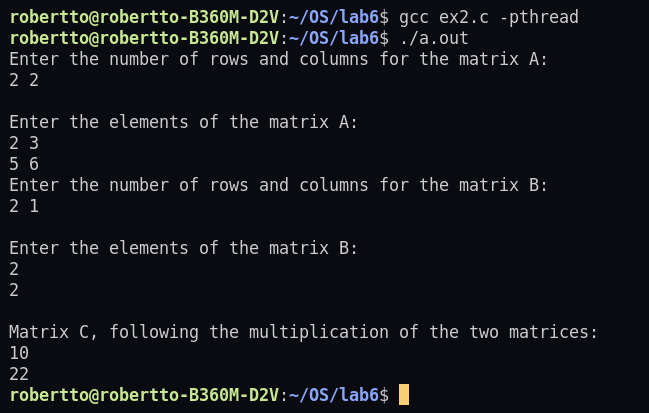 robertto@robertto-B360M-D2V:~/OS/lab6$ gcc ex2.c -pthread
robertto@robertto-B360M-D2V:~/OS/lab6$ ./a.out
Enter the number of rows and columns for the matrix A:
2 2
Enter the elements of the matrix A:
2 3
5 6
Enter the number of rows and columns for the matrix B:
2 1
Enter the elements of the matrix B:
2
2
Matrix C, following the multiplication of the two matrices:
10
22
robertto@robertto-B360M-D2V:~/OS/lab6$